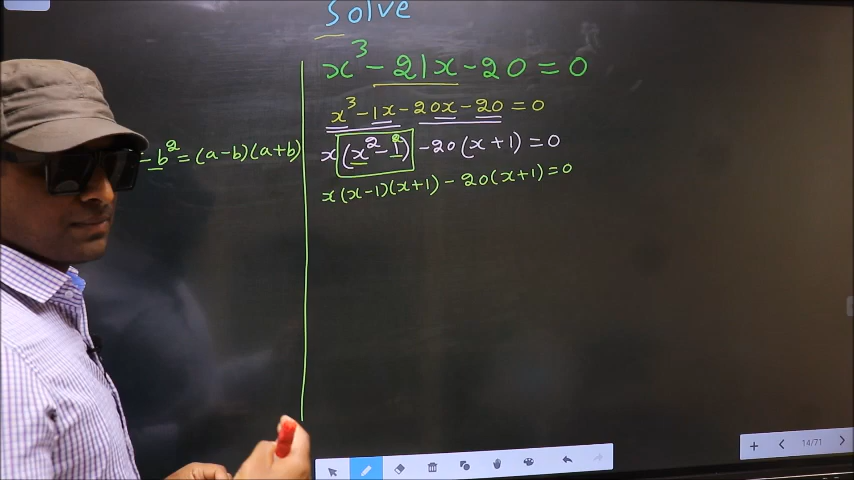 Solve
x³ - 21x - 20 = 0
x³ - 1x - 20x - 20 = 0
x(x² - 1²) - 20(x + 1) = 0
x(x - 1)(x + 1) - 20(x + 1) = 0
- b² = (a - b)(a + b)
14/71